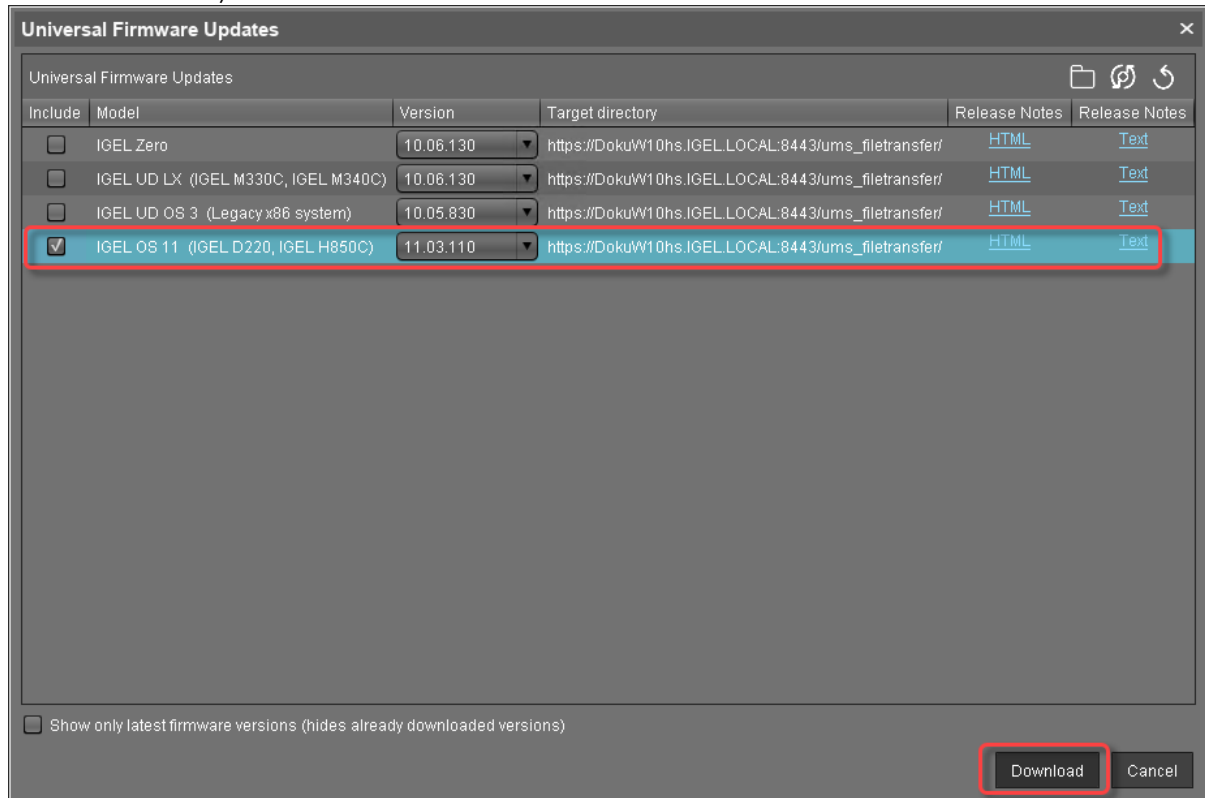 Universal Firmware Updates
Universal Firmware Updates
Include Model Version Target directory Release Notes Release Notes
IGEL Zero 10.06.130 https://DokuW10hs.IGEL.LOCAL:8443/ums_filetransfer/ HTML Text
IGEL UD LX (IGEL M330C, IGEL M340C) 10.06.130 https://DokuW10hs.IGEL.LOCAL:8443/ums_filetransfer/ HTML Text
IGEL UD OS 3 (Legacy x86 system) 10.05.830 https://DokuW10hs.IGEL.LOCAL:8443/ums_filetransfer/ HTML Text
IGEL OS 11 (IGEL D220, IGEL H850C) 11.03.110 https://DokuW10hs.IGEL.LOCAL:8443/ums_filetransfer/ HTML Text
Show only latest firmware versions (hides already downloaded versions)
Download Cancel